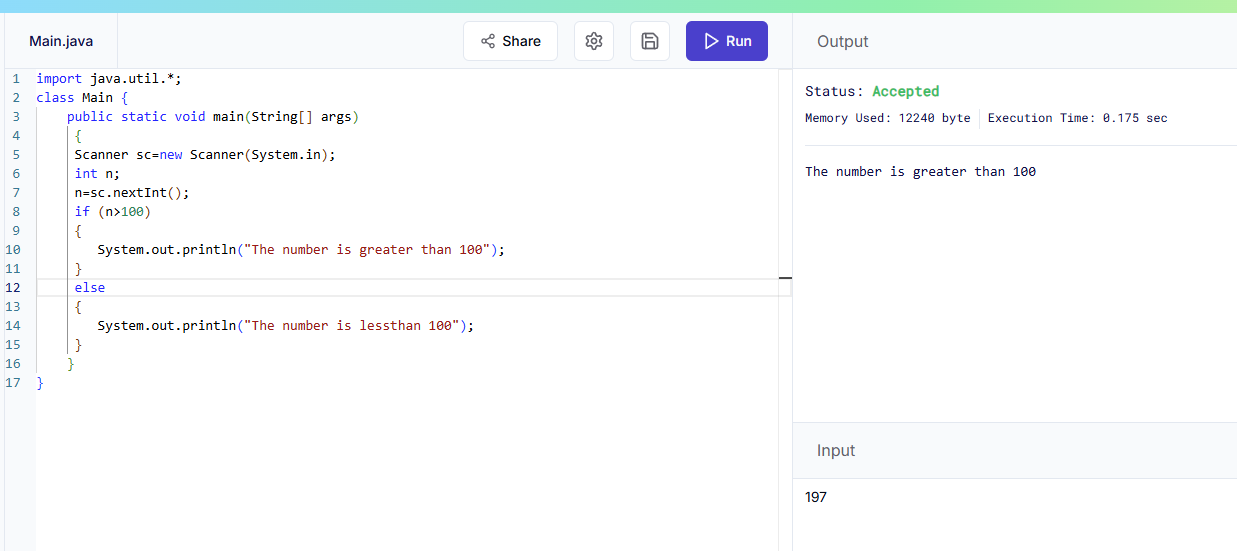 Main.java
Share
Run
Output
1 import java.util.*;
2 class Main {
3     public static void main(String[] args)
4     {
5      Scanner sc=new Scanner(System.in);
6      int n;
7      n=sc.nextInt();
8      if (n>100)
9      {
10        System.out.println("The number is greater than 100");
11     }
12     else
13     {
14        System.out.println("The number is lessthan 100");
15     }
16    }
17 }
Status: Accepted
Memory Used: 12240 byte
Execution Time: 0.175 sec
The number is greater than 100
Input
197